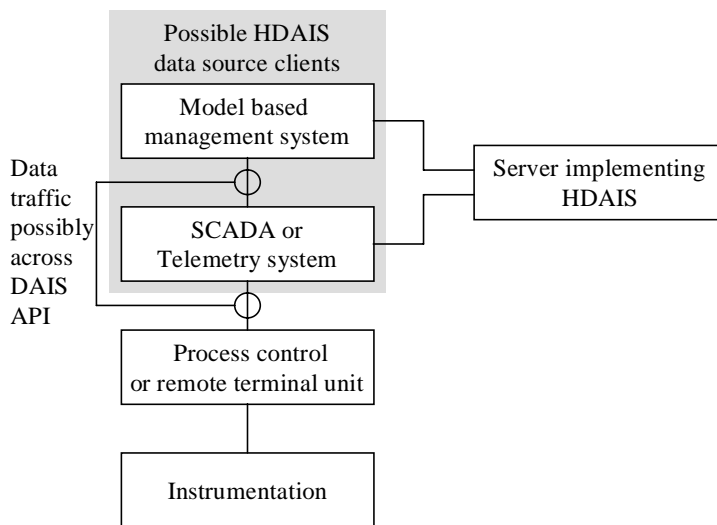 Possible HDAIS
data source clients
Model based
management system
Data
traffic
possibly
across
DAIS
API
Server implementing
HDAIS
SCADA or
Telemetry system
Process control
or remote terminal unit
Instrumentation